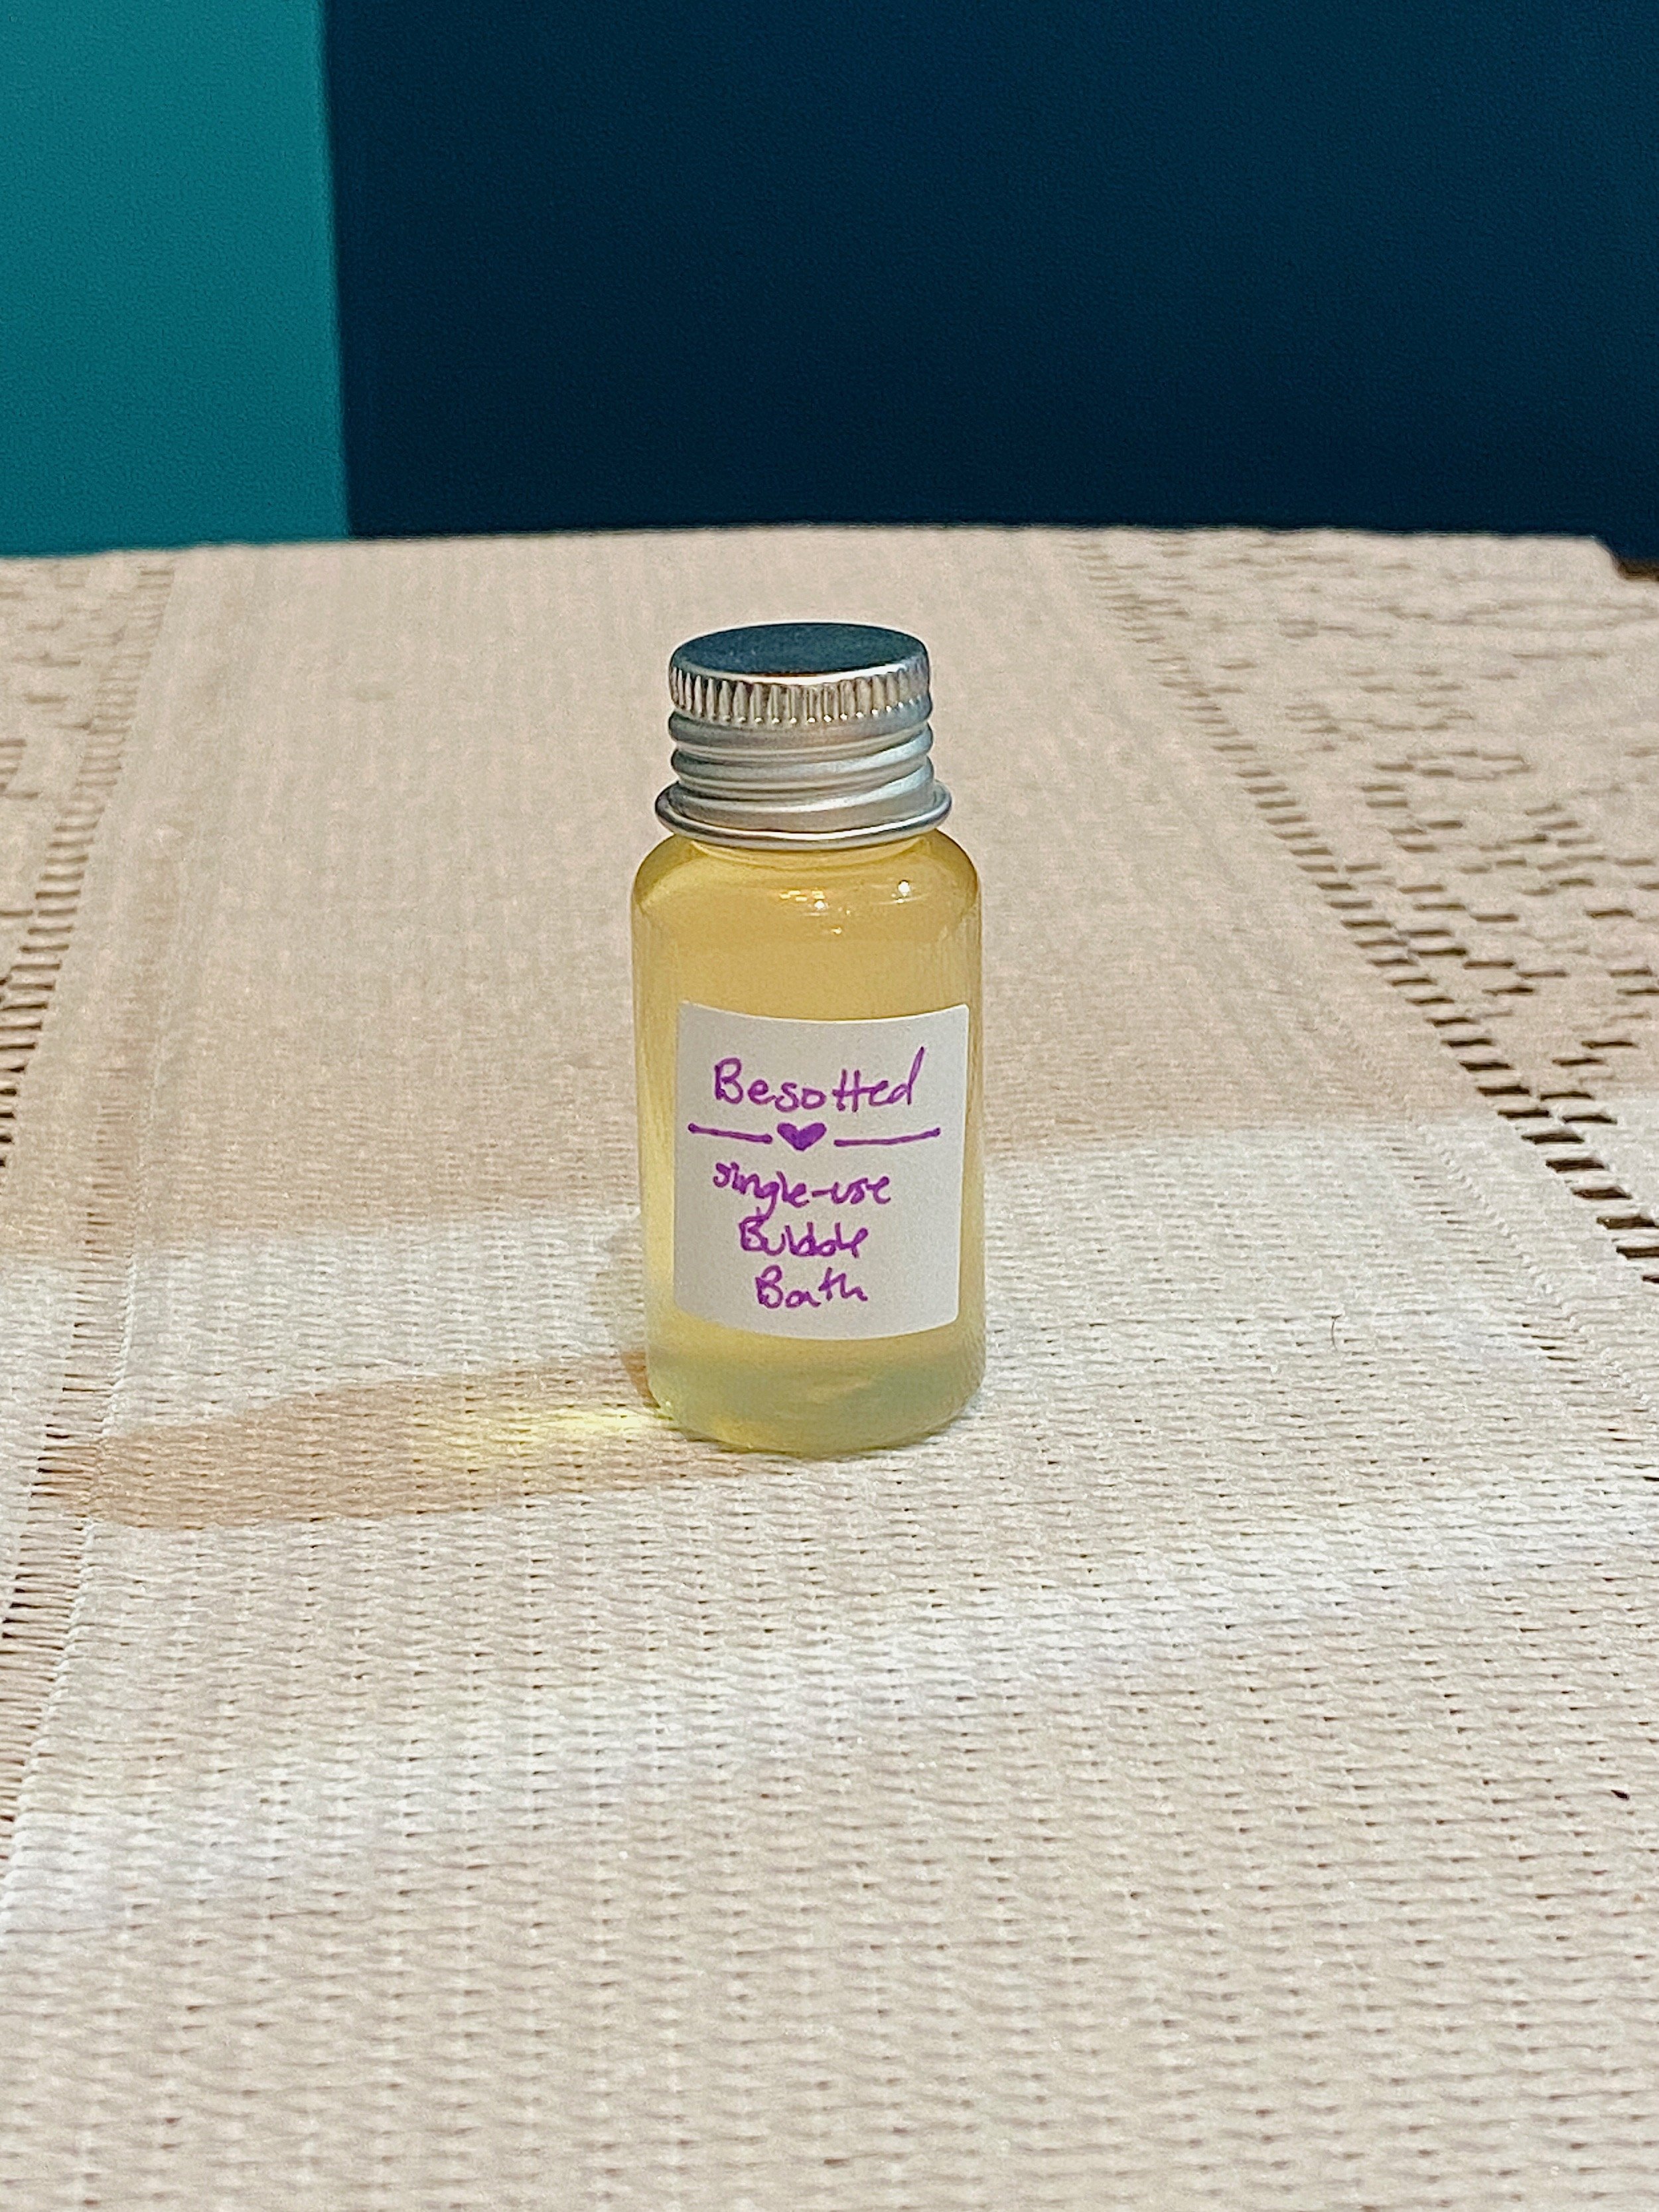 Besotted
single-use
Bubble
Bath